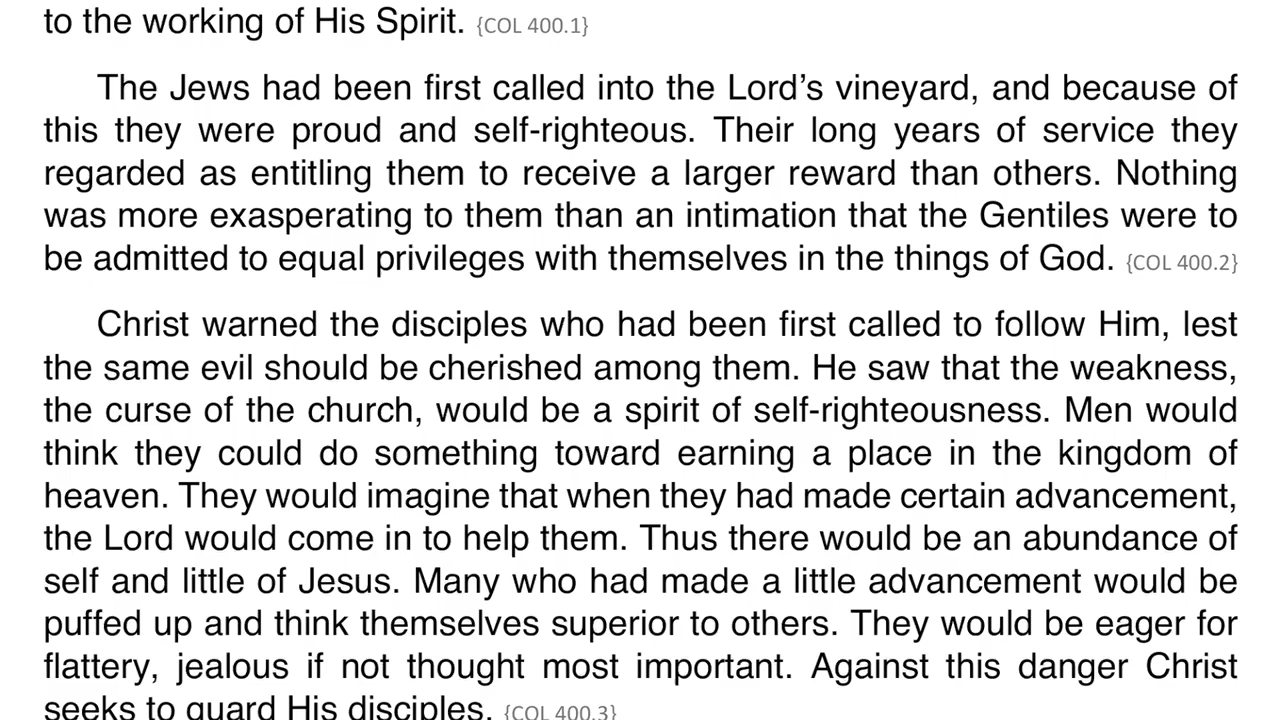 to the working of His Spirit. {COL 400.1}
The Jews had been first called into the Lord’s vineyard, and because of
this they were proud and self-righteous. Their long years of service they
regarded as entitling them to receive a larger reward than others. Nothing
was more exasperating to them than an intimation that the Gentiles were to
be admitted to equal privileges with themselves in the things of God. {COL 400.2}
Christ warned the disciples who had been first called to follow Him, lest
the same evil should be cherished among them. He saw that the weakness,
the curse of the church, would be a spirit of self-righteousness. Men would
think they could do something toward earning a place in the kingdom of
heaven. They would imagine that when they had made certain advancement,
the Lord would come in to help them. Thus there would be an abundance of
self and little of Jesus. Many who had made a little advancement would be
puffed up and think themselves superior to others. They would be eager for
flattery, jealous if not thought most important. Against this danger Christ
seeks to guard His disciples. {COL 400.3}